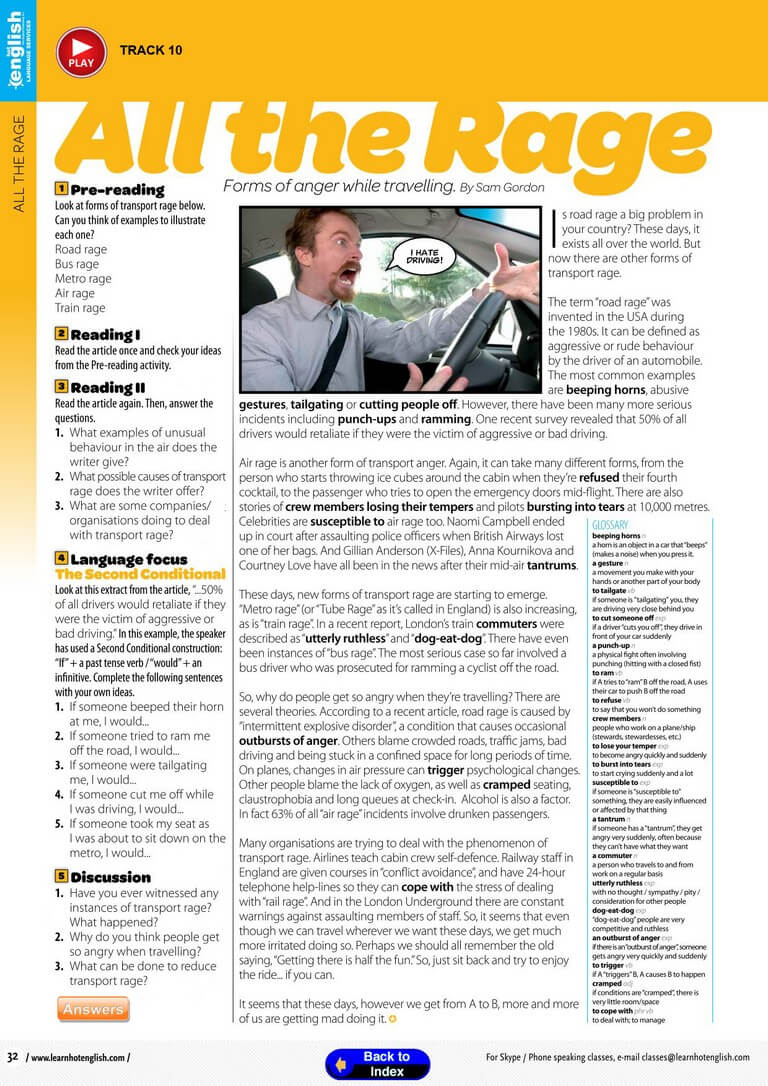 hot
english
LANGUAGE SERVICES
ALL THE RAGE
PLAY
TRACK 10
All the Rage
Forms of anger while travelling. By Sam Gordon
1 Pre-reading
Look at forms of transport rage below.
Can you think of examples to illustrate
each one?
Road rage
Bus rage
Metro rage
Air rage
Train rage
2 Reading I
Read the article once and check your ideas
from the Pre-reading activity.
3 Reading II
Read the article again. Then, answer the
questions.
1. What examples of unusual
behaviour in the air does the
writer give?
2. What possible causes of transport
rage does the writer offer?
3. What are some companies/
organisations doing to deal
with transport rage?
4 Language focus
The Second Conditional
Look at this extract from the article, "...50%
of all drivers would retaliate if they
were the victim of aggressive or
bad driving." In this example, the speaker
has used a Second Conditional construction:
"If" + a past tense verb / "would" + an
infinitive. Complete the following sentences
with your own ideas.
1. If someone beeped their horn
at me, I would...
2. If someone tried to ram me
off the road, I would...
3. If someone were tailgating
me, I would...
4. If someone cut me off while
I was driving, I would...
5. If someone took my seat as
I was about to sit down on the
metro, I would...
5 Discussion
1. Have you ever witnessed any
instances of transport rage?
What happened?
2. Why do you think people get
so angry when travelling?
3. What can be done to reduce
transport rage?
Answers
I HATE
DRIVING!
Is road rage a big problem in
your country? These days, it
exists all over the world. But
now there are other forms of
transport rage.
The term "road rage" was
invented in the USA during
the 1980s. It can be defined as
aggressive or rude behaviour
by the driver of an automobile.
The most common examples
are beeping horns, abusive
gestures, tailgating or cutting people off. However, there have been many more serious
incidents including punch-ups and ramming. One recent survey revealed that 50% of all
drivers would retaliate if they were the victim of aggressive or bad driving.
Air rage is another form of transport anger. Again, it can take many different forms, from the
person who starts throwing ice cubes around the cabin when they're refused their fourth
cocktail, to the passenger who tries to open the emergency doors mid-flight. There are also
stories of crew members losing their tempers and pilots bursting into tears at 10,000 metres.
Celebrities are susceptible to air rage too. Naomi Campbell ended
up in court after assaulting police officers when British Airways lost
one of her bags. And Gillian Anderson (X-Files), Anna Kournikova and
Courtney Love have all been in the news after their mid-air tantrums.
These days, new forms of transport rage are starting to emerge.
"Metro rage" (or "Tube Rage" as it's called in England) is also increasing,
as is "train rage". In a recent report, London's train commuters were
described as "utterly ruthless" and "dog-eat-dog". There have even
been instances of "bus rage". The most serious case so far involved a
bus driver who was prosecuted for ramming a cyclist off the road.
So, why do people get so angry when they're travelling? There are
several theories. According to a recent article, road rage is caused by
"intermittent explosive disorder", a condition that causes occasional
outbursts of anger. Others blame crowded roads, traffic jams, bad
driving and being stuck in a confined space for long periods of time.
On planes, changes in air pressure can trigger psychological changes.
Other people blame the lack of oxygen, as well as cramped seating,
claustrophobia and long queues at check-in. Alcohol is also a factor.
In fact 63% of all "air rage" incidents involve drunken passengers.
Many organisations are trying to deal with the phenomenon of
transport rage. Airlines teach cabin crew self-defence. Railway staff in
England are given courses in "conflict avoidance", and have 24-hour
telephone help-lines so they can cope with the stress of dealing
with "rail rage". And in the London Underground there are constant
warnings against assaulting members of staff. So, it seems that even
though we can travel wherever we want these days, we get much
more irritated doing so. Perhaps we should all remember the old
saying, "Getting there is half the fun." So, just sit back and try to enjoy
the ride... if you can.
It seems that these days, however we get from A to B, more and more
of us are getting mad doing it.
GLOSSARY
beeping horns n
a horn is an object in a car that "beeps"
(makes a noise) when you press it.
a gesture n
a movement you make with your
hands or another part of your body
to tailgate vb
if someone is "tailgating" you, they
are driving very close behind you
to cut someone off exp
if a driver "cuts you off", they drive in
front of your car suddenly
a punch-up n
a physical fight often involving
punching (hitting with a closed fist)
to ram vb
if A tries to "ram" B off the road, A uses
their car to push B off the road
to refuse vb
to say that you won't do something
crew members n
people who work on a plane/ship
(stewards, stewardesses, etc.)
to lose your temper exp
to become angry quickly and suddenly
to burst into tears exp
to start crying suddenly and a lot
susceptible to exp
if someone is "susceptible to"
something, they are easily influenced
or affected by that thing
a tantrum n
if someone has a "tantrum", they get
angry very suddenly, often because
they can't have what they want
a commuter n
a person who travels to and from
work on a regular basis
utterly ruthless exp
with no thought / sympathy / pity /
consideration for other people
dog-eat-dog exp
"dog-eat-dog" people are very
competitive and ruthless
an outburst of anger exp
if there is an "outburst of anger", someone
gets angry very quickly and suddenly
to trigger vb
if A "triggers" B, A causes B to happen
cramped adj
if conditions are "cramped", there is
very little room/space
to cope with phr vb
to deal with; to manage
32 / www.learnhotenglish.com /
Back to
Index
For Skype / Phone speaking classes, e-mail classes@learnhotenglish.com